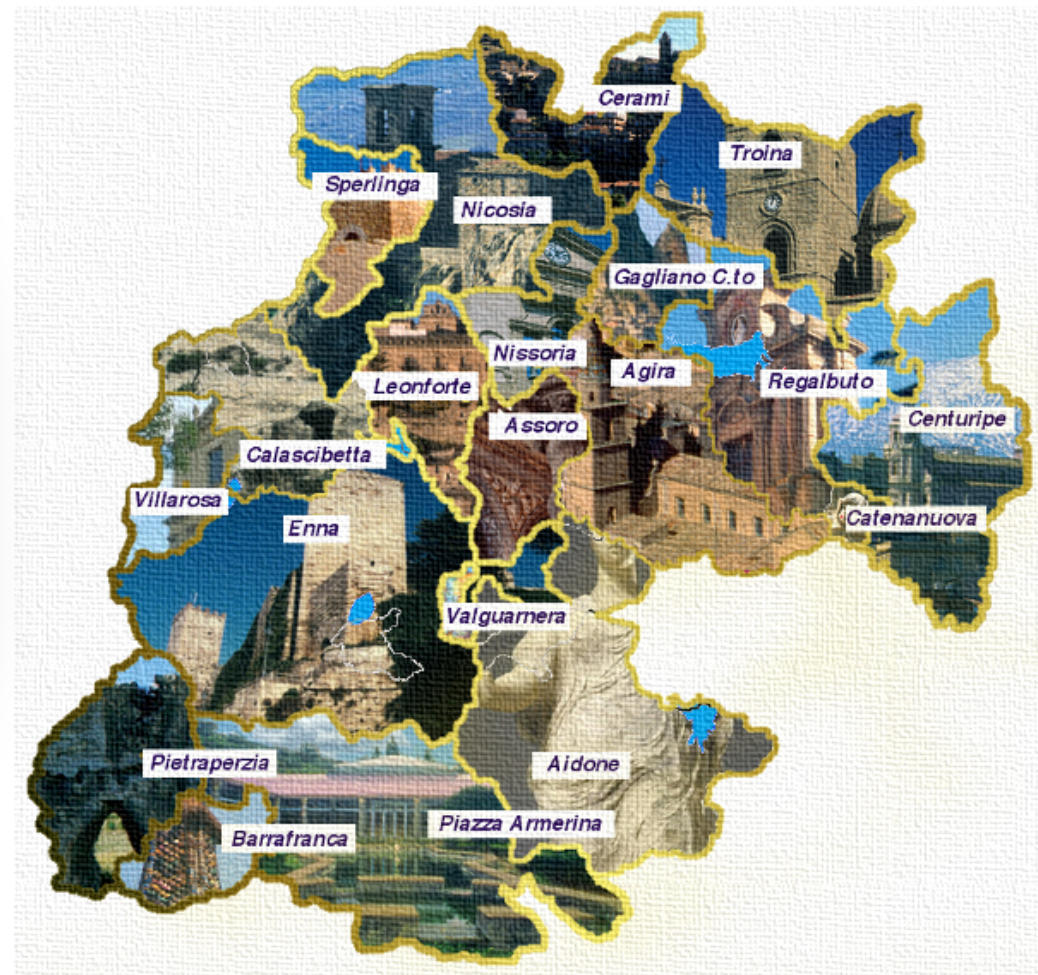 Cerami
Troina
Sperlinga
Nicosia
Gagliano C.to
Nissoria
Agira
Regalbuto
Leonforte
Centuripe
Assoro
Calascibetta
Villarosa
Catenanuova
Enna
Valguarnera
Pietraperzia
Aidone
Piazza Armerina
Barrafranca